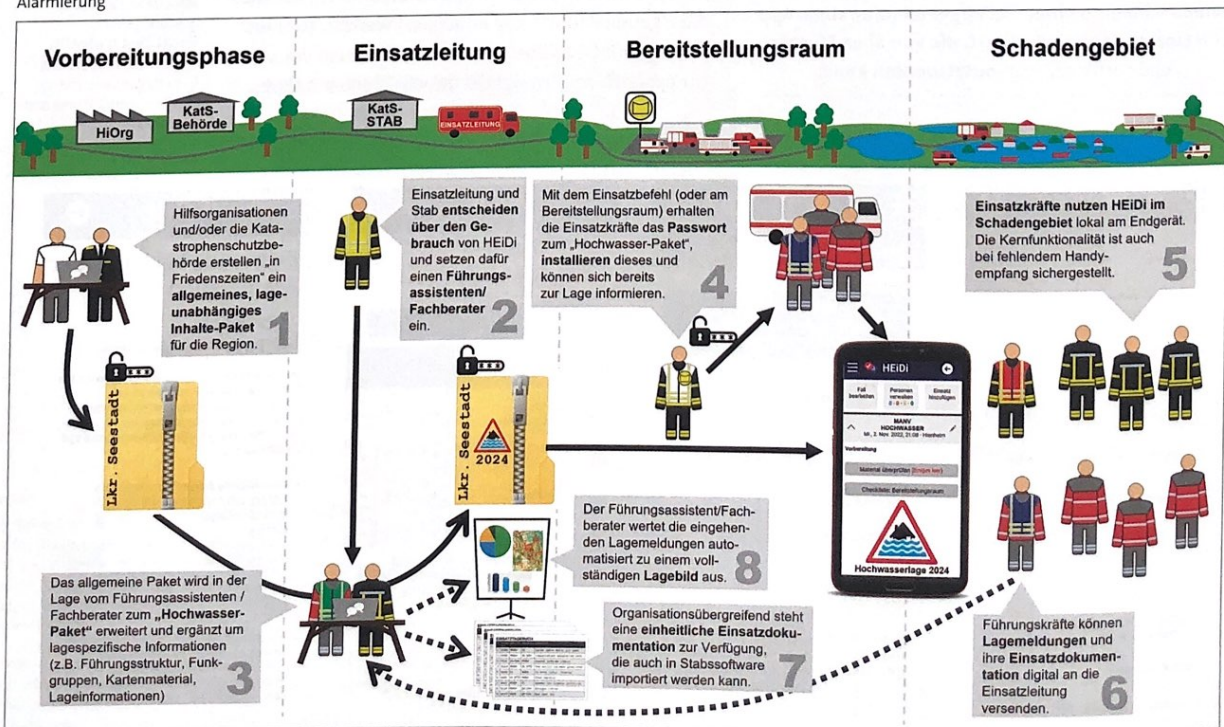 Alarmierung
Vorbereitungsphase
Einsatzleitung
Bereitstellungsraum
Schadengebiet
HiOrg
KatS-
Behörde
KatS-
STAB
EINSATZLEITUNG
Hilfsorganisationen
und/oder die Kata-
strophenschutzbe-
hörde erstellen „in
Friedenszeiten" ein
allgemeines, lage-
unabhängiges
Inhalte-Paket
für die Region.
1
Einsatzleitung und
Stab entscheiden
über den Ge-
brauch von HEiDi
und setzen dafür
einen Führungs-
assistenten/
Fachberater
ein.
2
Mit dem Einsatzbefehl (oder am
Bereitstellungsraum) erhalten
die Einsatzkräfte das Passwort
zum „Hochwasser-Paket",
installieren dieses und
können sich bereits
zur Lage informieren.
4
Einsatzkräfte nutzen HEiDi im
Schadengebiet lokal am Endgerät.
Die Kernfunktionalität ist auch
bei fehlendem Handy-
empfang sichergestellt.
5
Lkr. Seestadt
Lkr. Seestadt
2024
HEiDi
Fall
bearbeiten
Personen
verwalten
Einsatz
hinzufügen
MANV
HOCHWASSER
Vorbereitung
Material überprüfen
Checkliste: Bereitstellungsraum
Hochwasserlage 2024
Das allgemeine Paket wird in der
Lage vom Führungsassistenten /
Fachberater zum „Hochwasser-
Paket" erweitert und ergänzt um
lagespezifische Informationen
(z.B. Führungsstruktur, Funk-
gruppen, Kartenmaterial,
Lageinformationen)
3
Der Führungsassistent/Fach-
berater wertet die eingehen-
den Lagemeldungen auto-
matisiert zu einem voll-
ständigen Lagebild aus.
8
Organisationsübergreifend steht
eine einheitliche Einsatzdoku-
mentation zur Verfügung,
die auch in Stabssoftware
importiert werden kann.
7
Führungskräfte können
Lagemeldungen und
ihre Einsatzdokumen-
tation digital an die
Einsatzleitung
versenden.
6